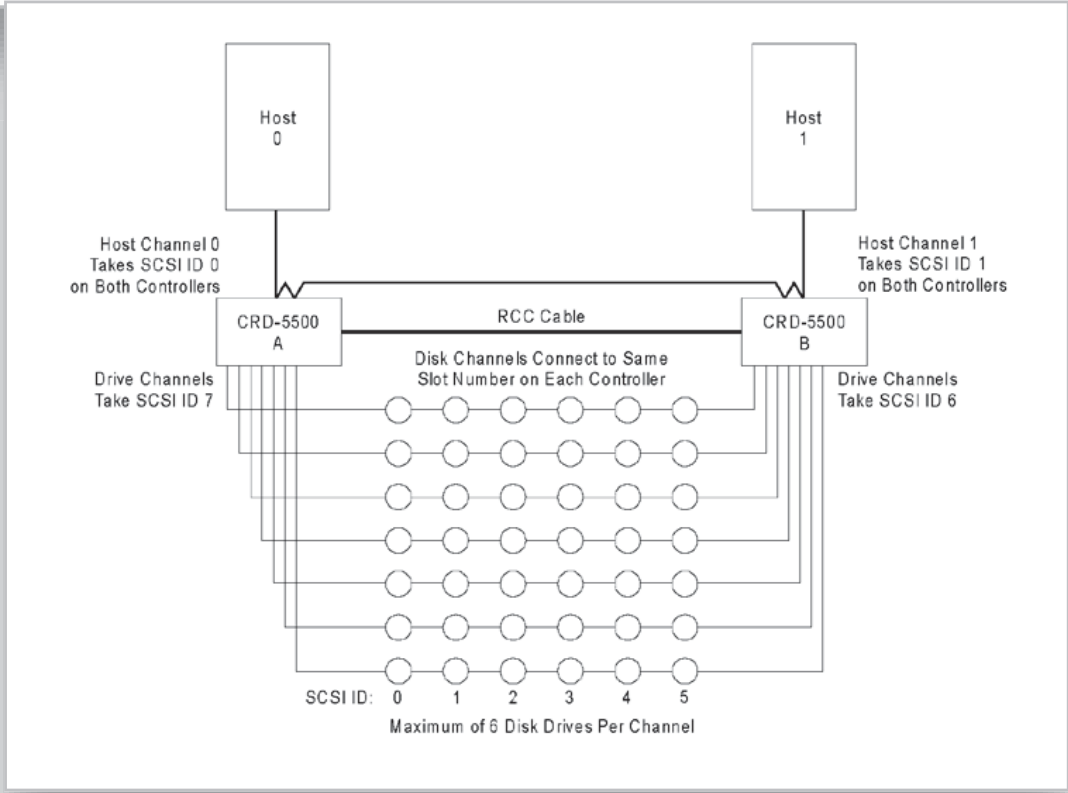 Host
0
Host
1
Host Channel 0
Takes SCSI ID 0
on Both Controllers
Host Channel 1
Takes SCSI ID 1
on Both Controllers
CRD-5500
A
RCC Cable
CRD-5500
B
Disk Channels Connect to Same
Slot Number on Each Controller
Drive Channels
Take SCSI ID 7
Drive Channels
Take SCSI ID 6
SCSI ID: 0 1 2 3 4 5
Maximum of 6 Disk Drives Per Channel